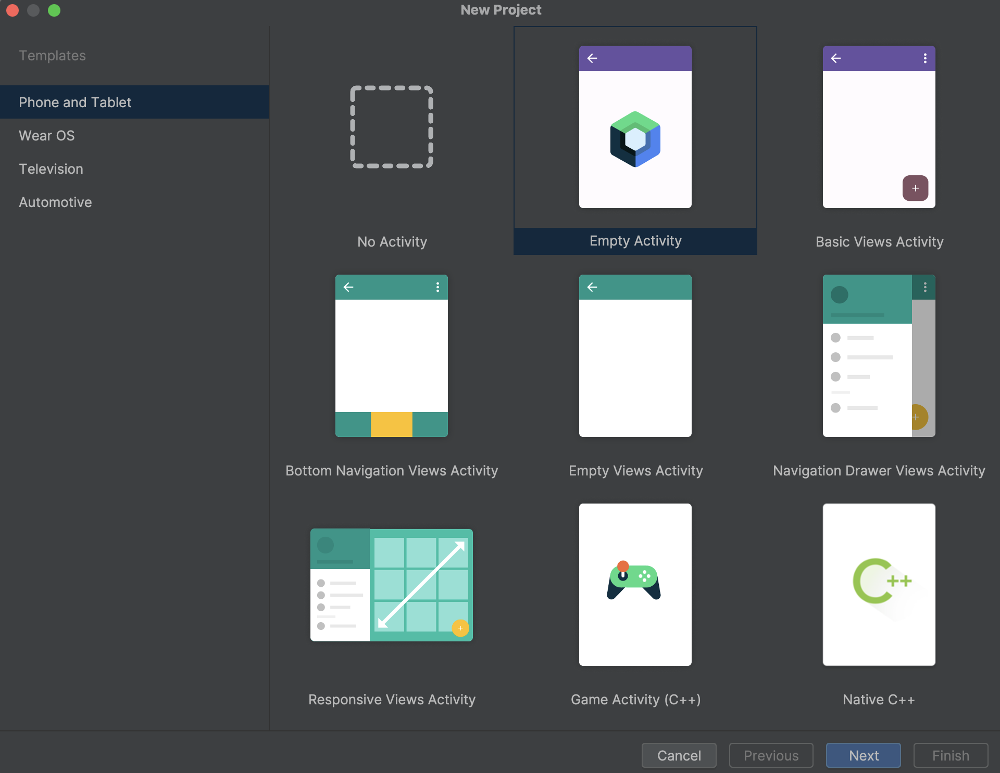 New Project
Templates
Phone and Tablet
Wear OS
Television
Automotive
No Activity
Empty Activity
Basic Views Activity
Bottom Navigation Views Activity
Empty Views Activity
Navigation Drawer Views Activity
C++
Responsive Views Activity
Game Activity (C++)
Native C++
Cancel
Previous
Next
Finish